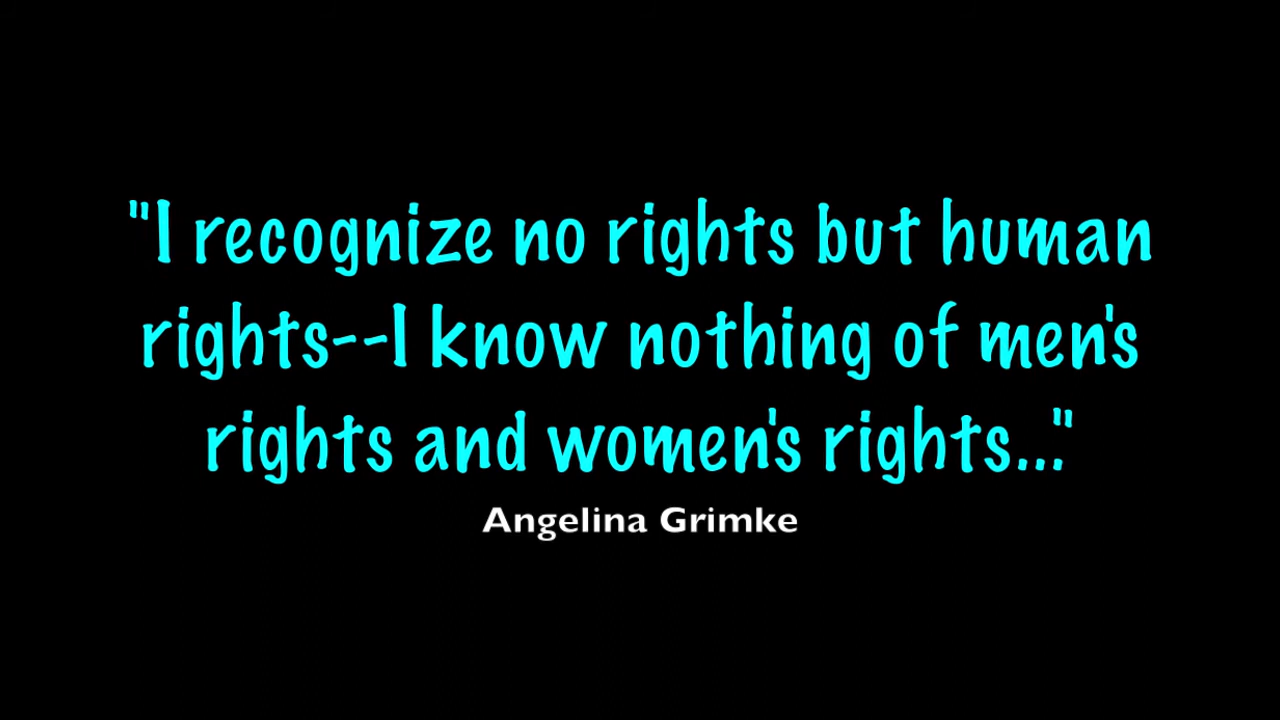 "I recognize no rights but human
rights--I know nothing of men's
rights and women's rights..."
Angelina Grimke